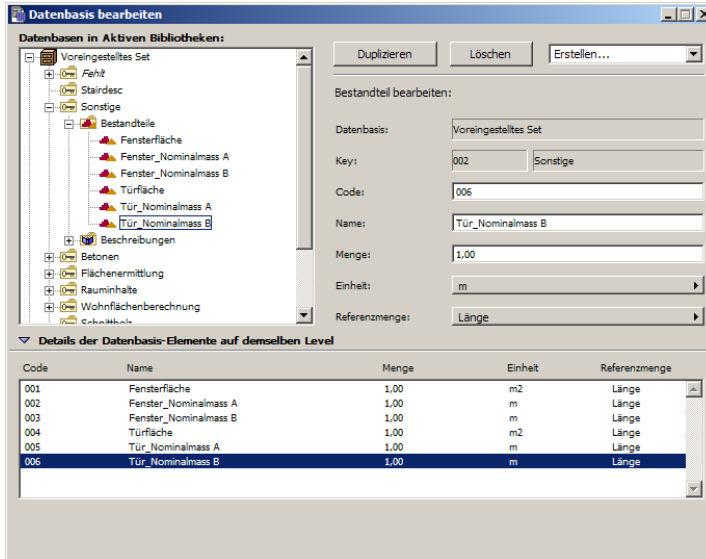 Datenbasis bearbeiten
Datenbasen in Aktiven Bibliotheken:
Voreingestelltes Set
Fehlt
Stairdesc
Sonstige
Bestandteile
Fensterfläche
Fenster_Nominalmass A
Fenster_Nominalmass B
Türfläche
Tür_Nominalmass A
Tür_Nominalmass B
Beschreibungen
Betonen
Flächenermittlung
Rauminhalte
Wohnflächenberechnung
Schnittholz
Duplizieren Löschen Erstellen...
Bestandteil bearbeiten:
Datenbasis: Voreingestelltes Set
Key: 002 Sonstige
Code: 006
Name: Tür_Nominalmass B
Menge: 1,00
Einheit: m
Referenzmenge: Länge
Details der Datenbasis-Elemente auf demselben Level
Code Name Menge Einheit Referenzmenge
001 Fensterfläche 1,00 m2 Länge
002 Fenster_Nominalmass A 1,00 m Länge
003 Fenster_Nominalmass B 1,00 m Länge
004 Türfläche 1,00 m2 Länge
005 Tür_Nominalmass A 1,00 m Länge
006 Tür_Nominalmass B 1,00 m Länge